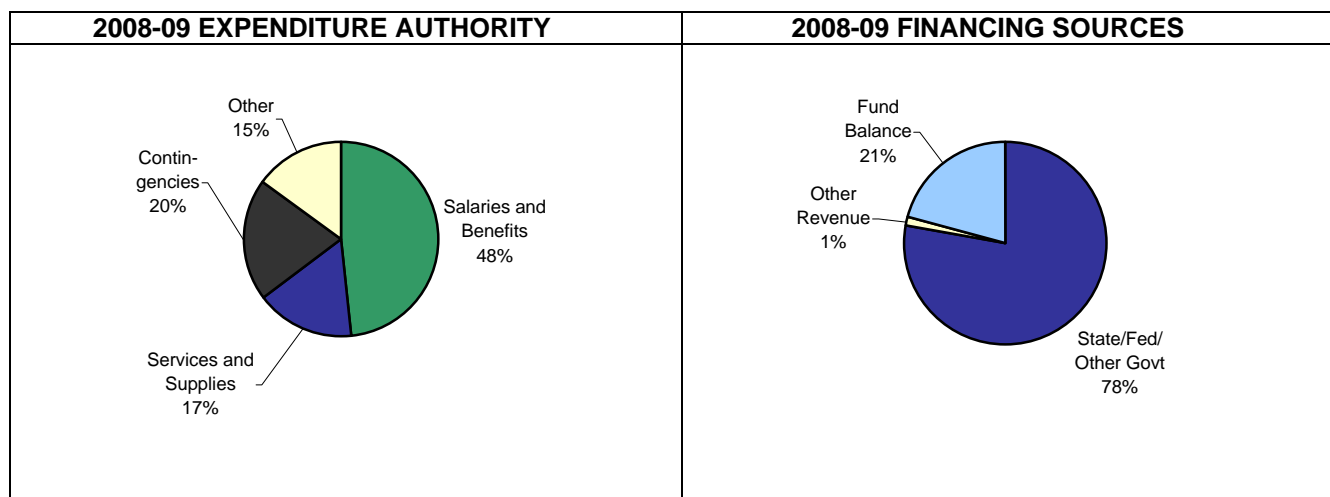 2008-09 EXPENDITURE AUTHORITY
Other
15%
Contin-
gencies
20%
Salaries and
Benefits
48%
Services and
Supplies
17%
2008-09 FINANCING SOURCES
Fund
Balance
21%
Other
Revenue
1%
State/Fed/
Other Govt
78%